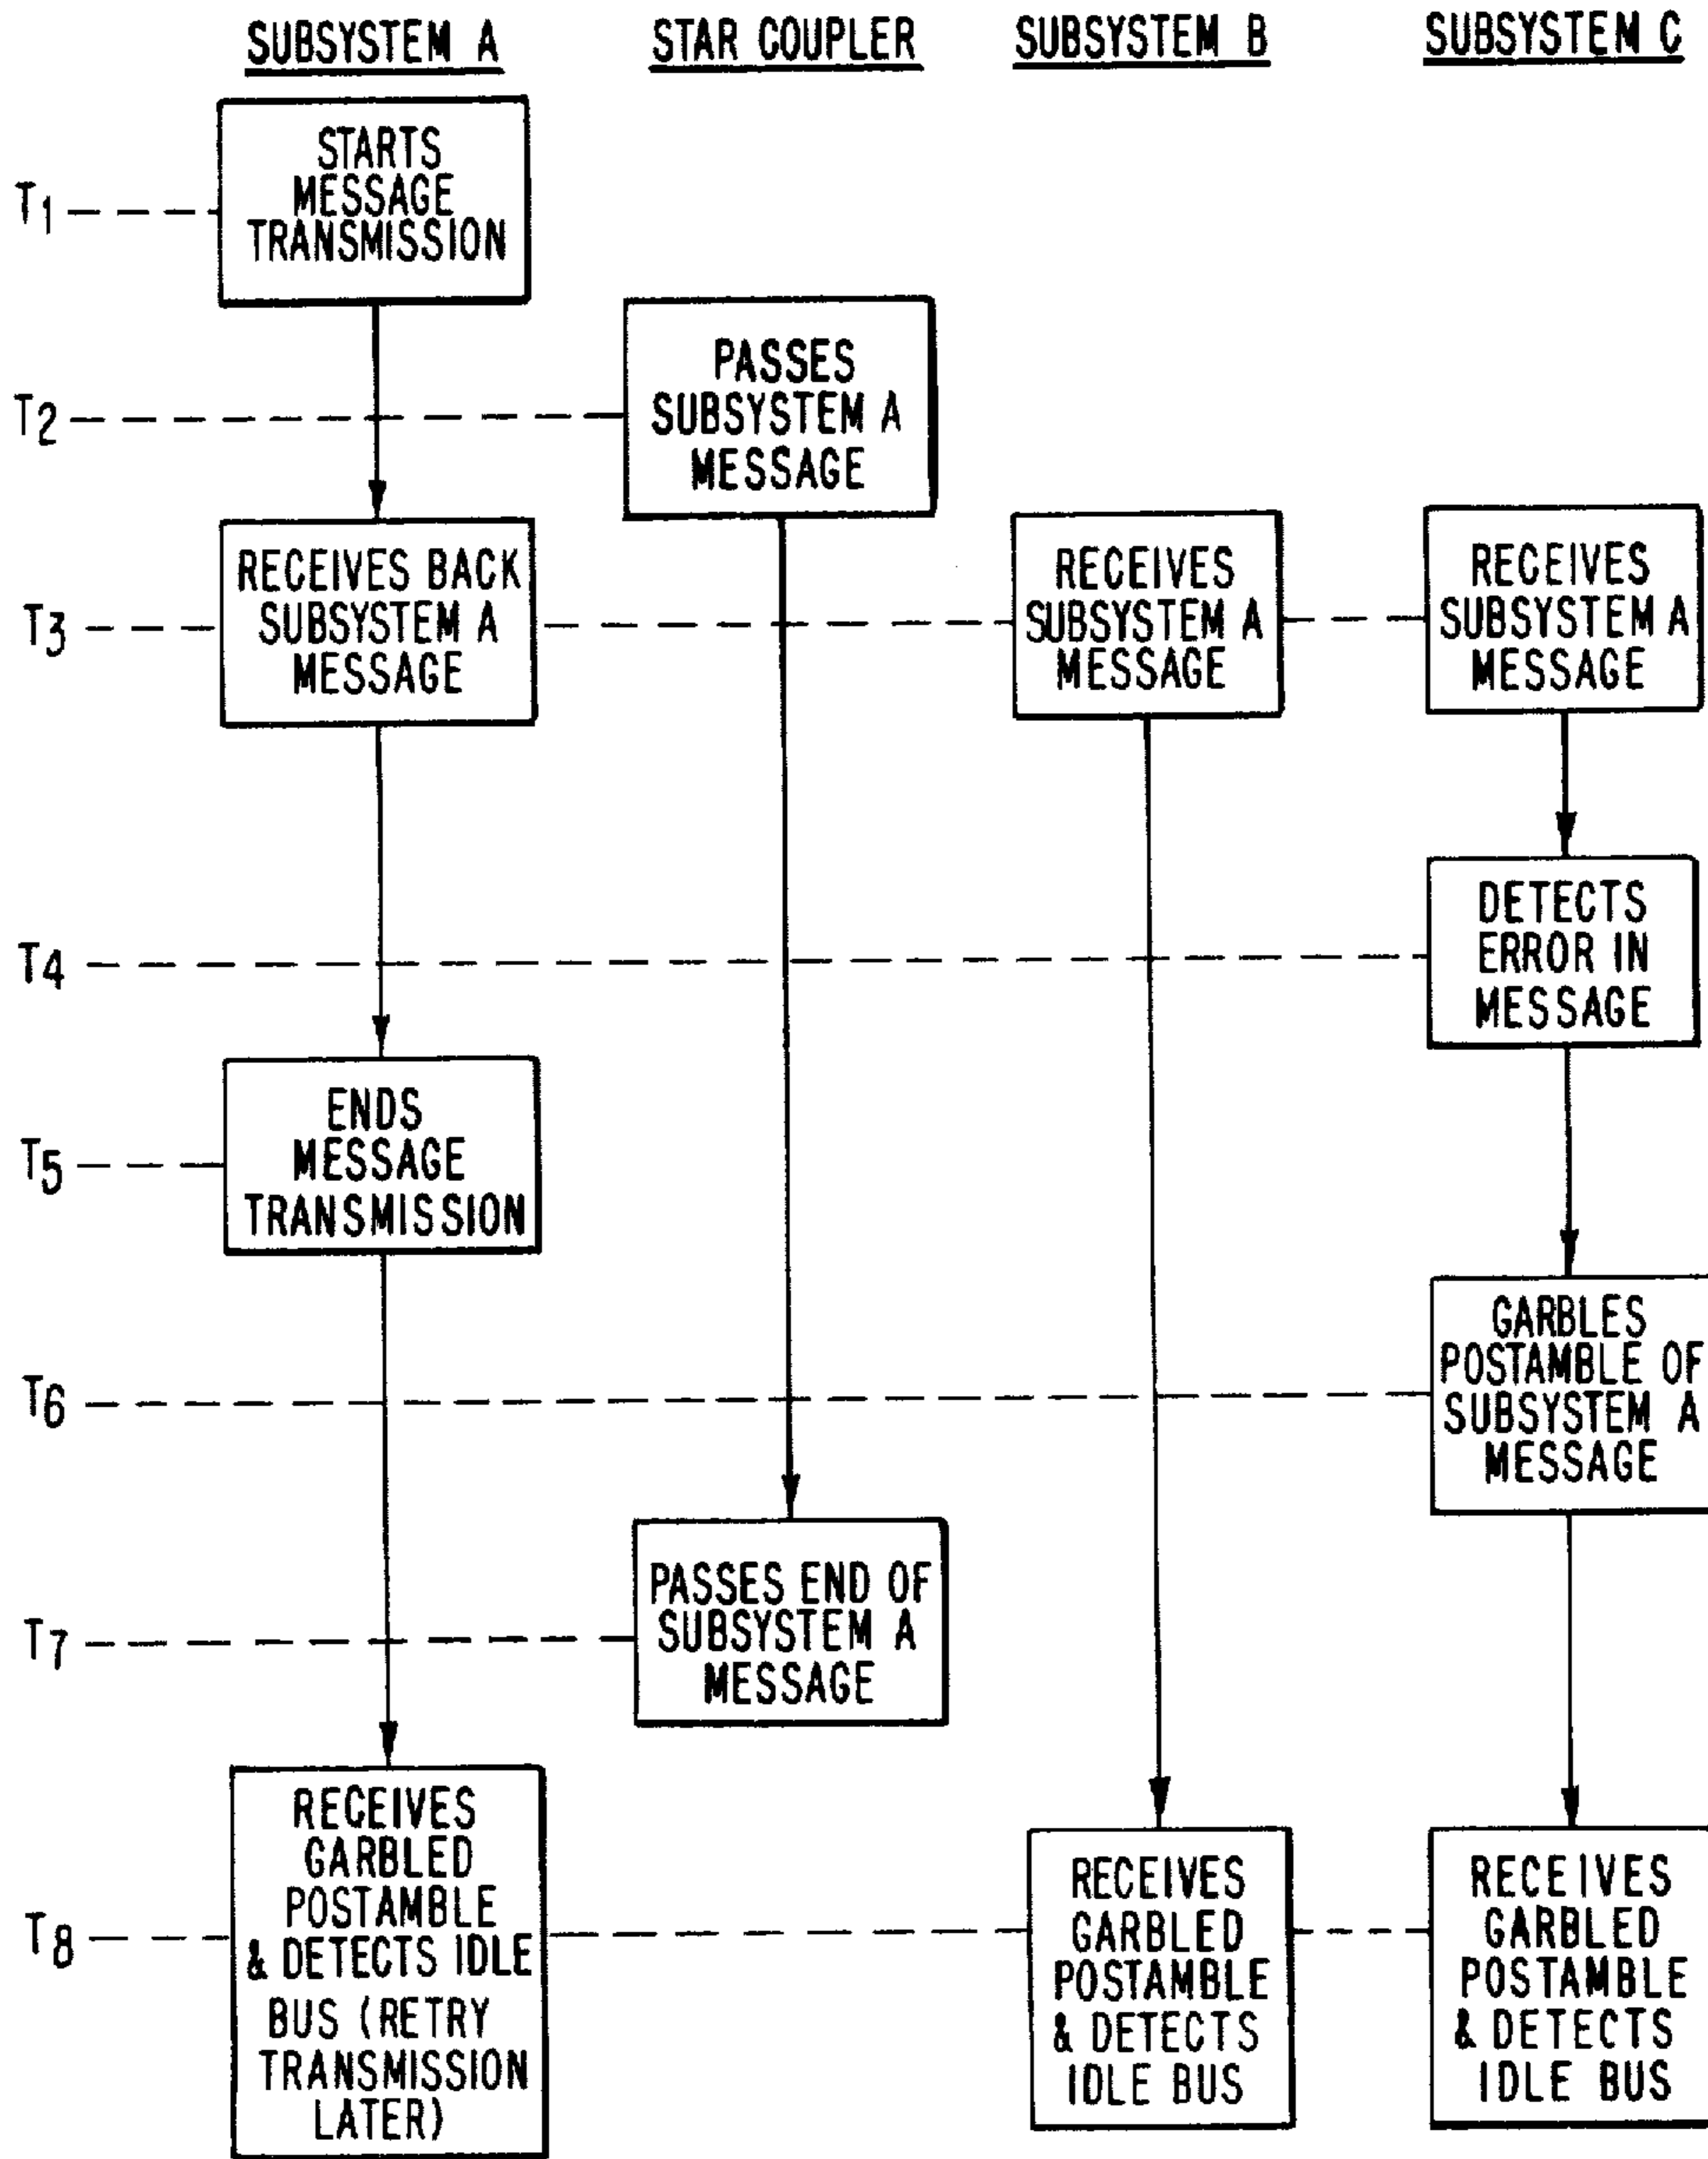 SUBSYSTEM A
STAR COUPLER
SUBSYSTEM B
SUBSYSTEM C
T1
STARTS
MESSAGE
TRANSMISSION
T2
PASSES
SUBSYSTEM A
MESSAGE
T3
RECEIVES BACK
SUBSYSTEM A
MESSAGE
RECEIVES
SUBSYSTEM A
MESSAGE
RECEIVES
SUBSYSTEM A
MESSAGE
T4
DETECTS
ERROR IN
MESSAGE
T5
ENDS
MESSAGE
TRANSMISSION
T6
GARBLES
POSTAMBLE OF
SUBSYSTEM A
MESSAGE
T7
PASSES END OF
SUBSYSTEM A
MESSAGE
T8
RECEIVES
GARBLED
POSTAMBLE
& DETECTS IDLE
BUS (RETRY
TRANSMISSION
LATER)
RECEIVES
GARBLED
POSTAMBLE
& DETECTS
IDLE BUS
RECEIVES
GARBLED
POSTAMBLE
& DETECTS
IDLE BUS